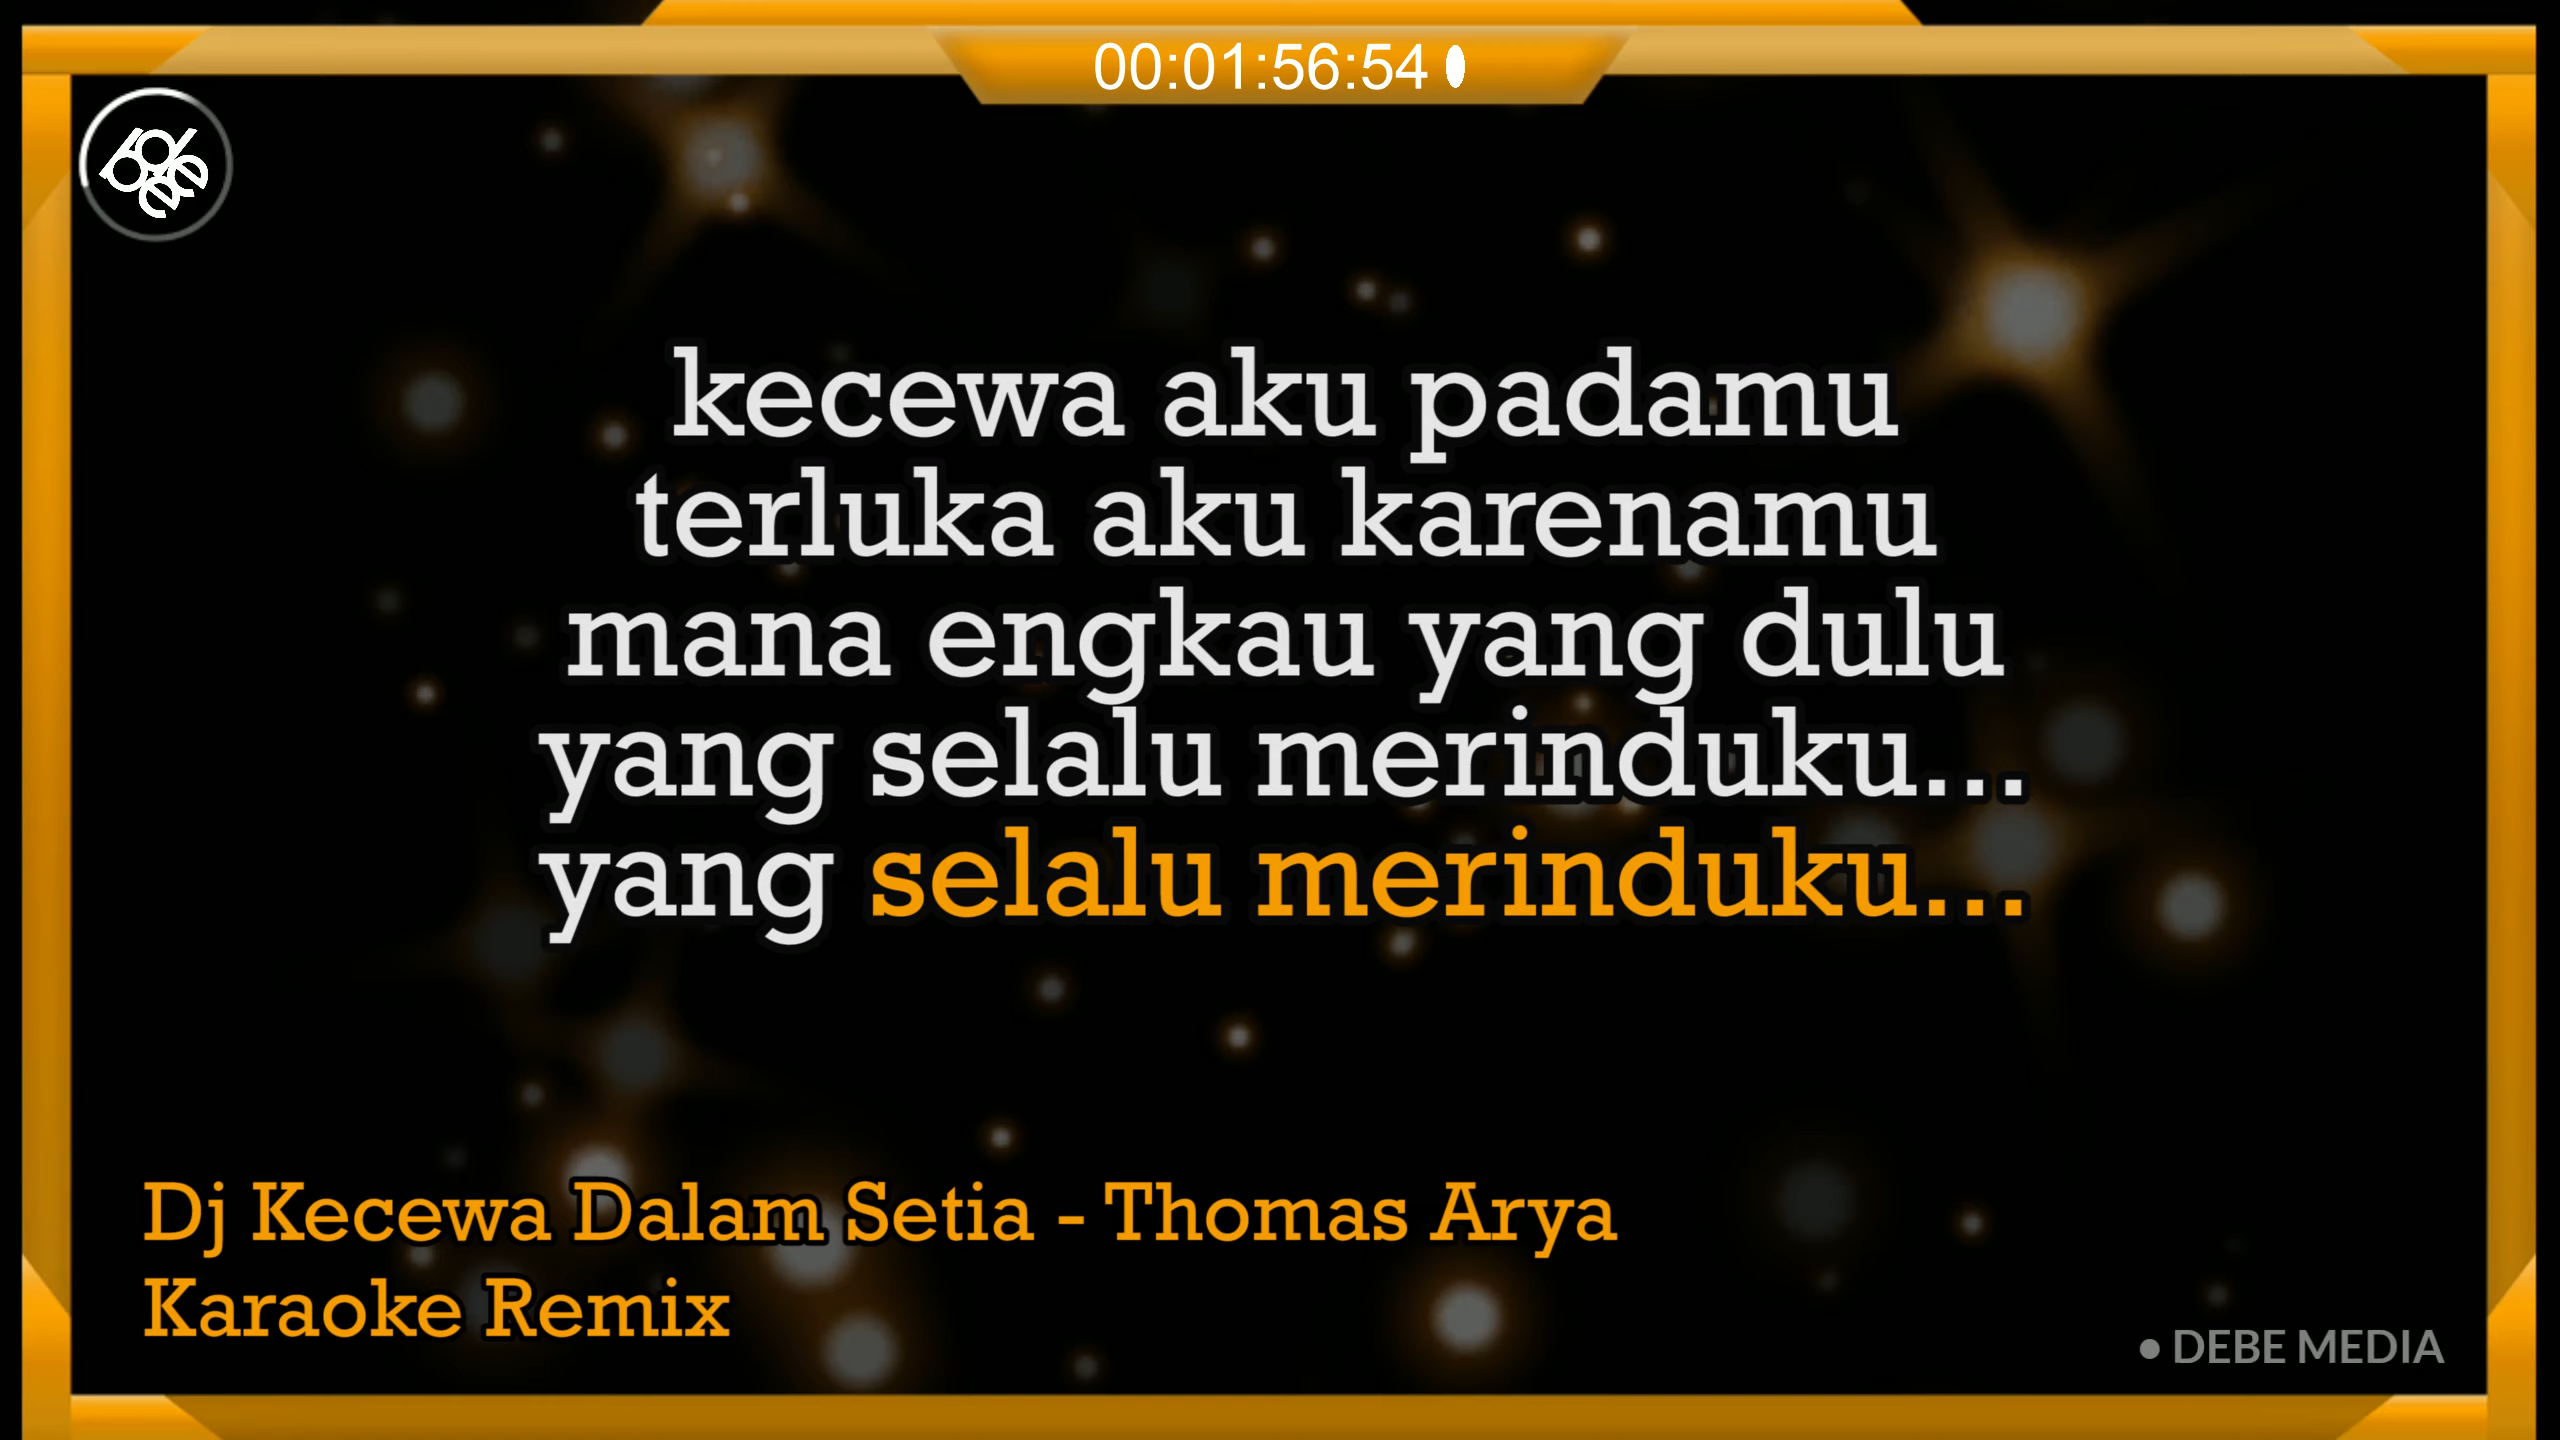 00:01:56:54
debe
kecewa aku padamu
terluka aku karenamu
mana engkau yang dulu
yang selalu merinduku...
yang selalu merinduku...
Dj Kecewa Dalam Setia - Thomas Arya
Karaoke Remix
• DEBE MEDIA